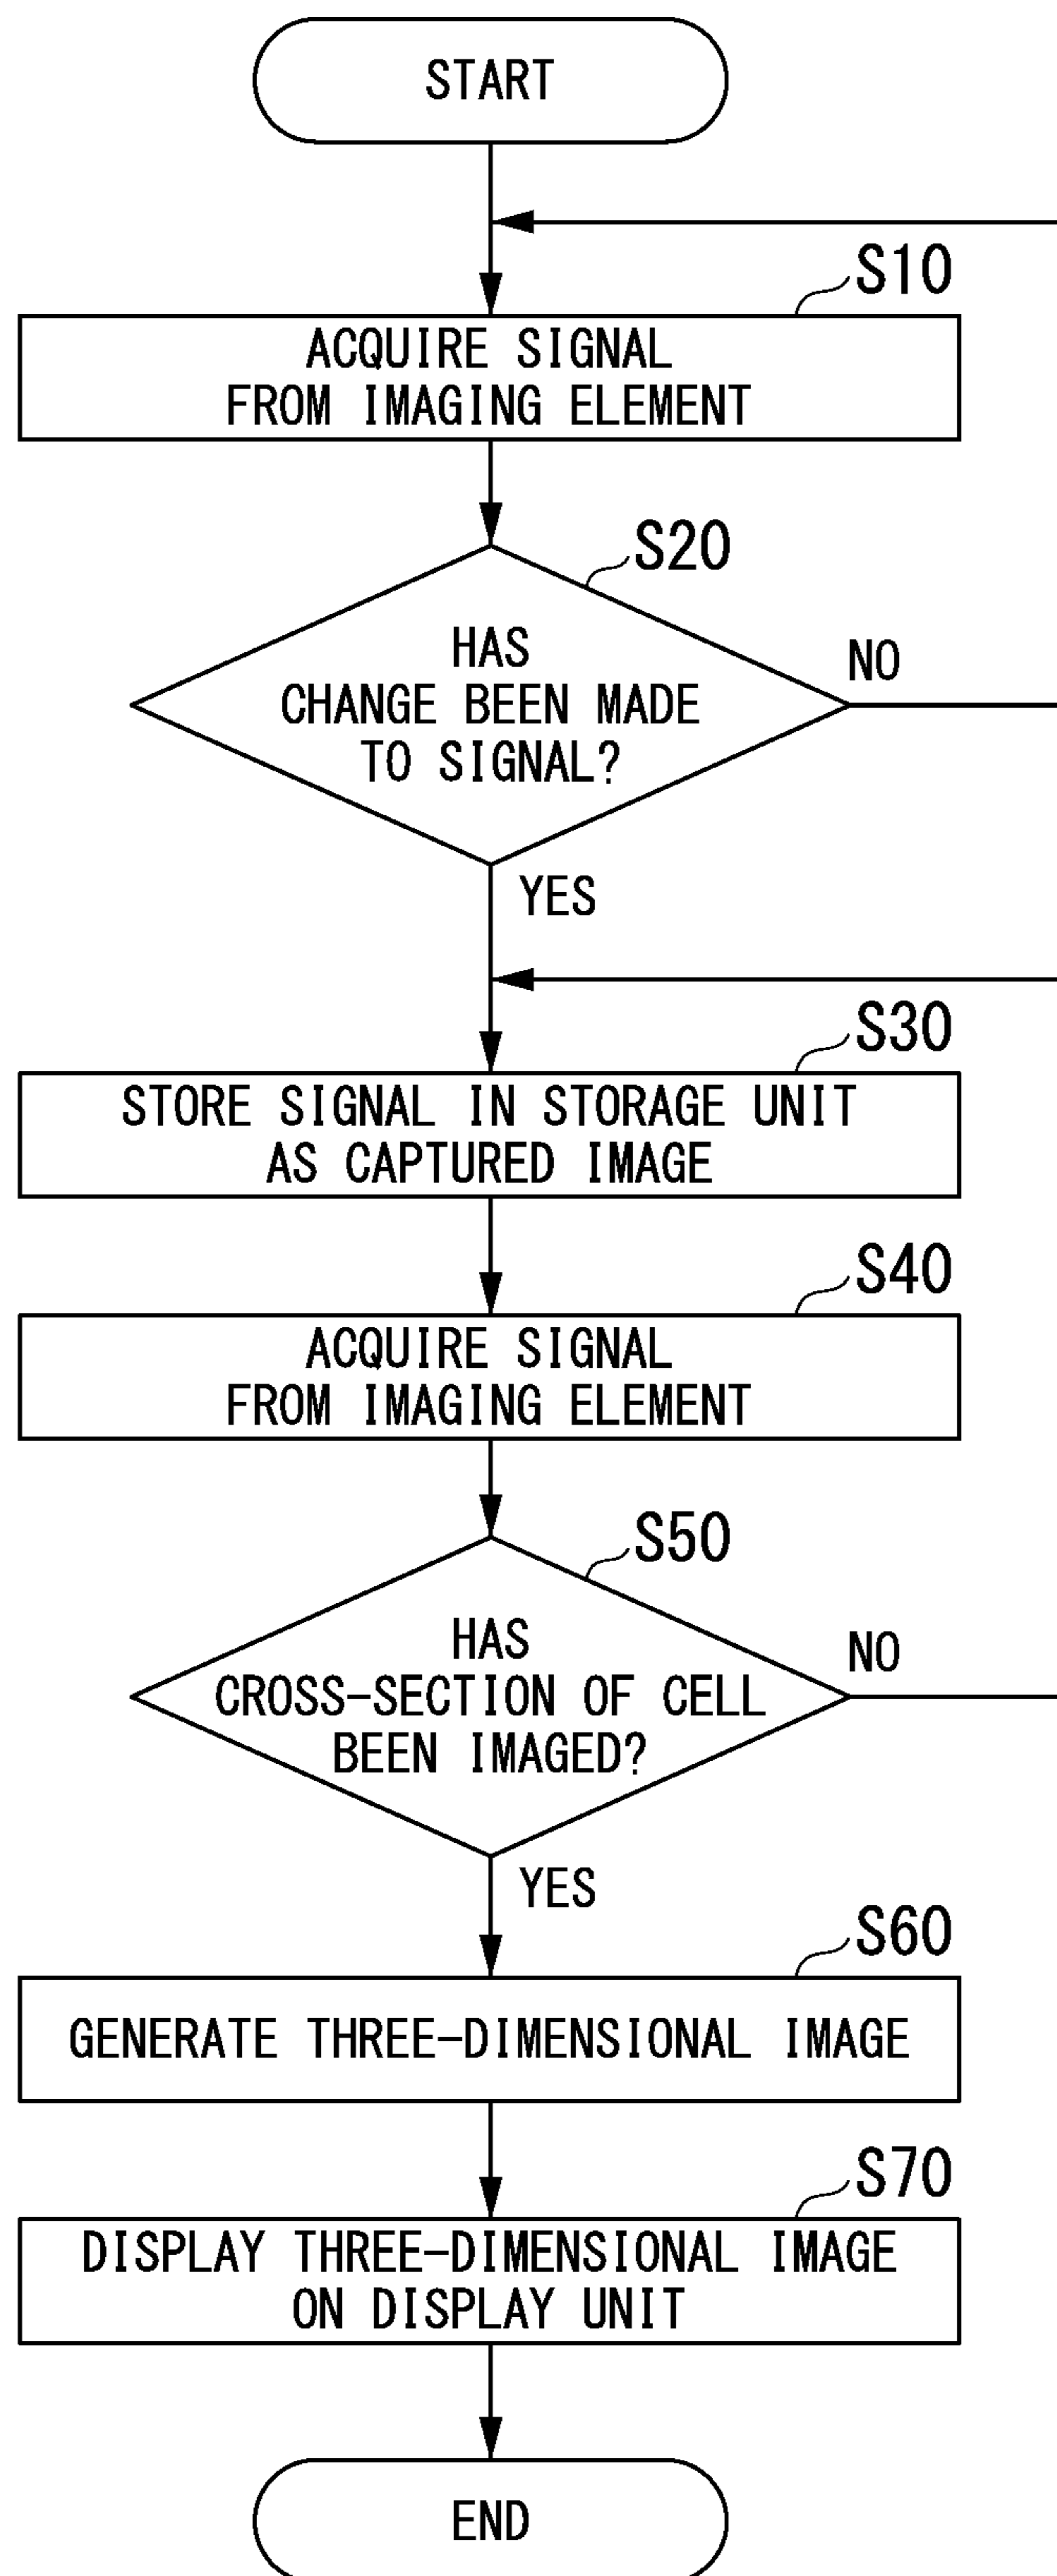 START
S10
ACQUIRE SIGNAL
FROM IMAGING ELEMENT
S20
HAS
CHANGE BEEN MADE
TO SIGNAL?
NO
YES
S30
STORE SIGNAL IN STORAGE UNIT
AS CAPTURED IMAGE
S40
ACQUIRE SIGNAL
FROM IMAGING ELEMENT
S50
HAS
CROSS-SECTION OF CELL
BEEN IMAGED?
NO
YES
S60
GENERATE THREE-DIMENSIONAL IMAGE
S70
DISPLAY THREE-DIMENSIONAL IMAGE
ON DISPLAY UNIT
END